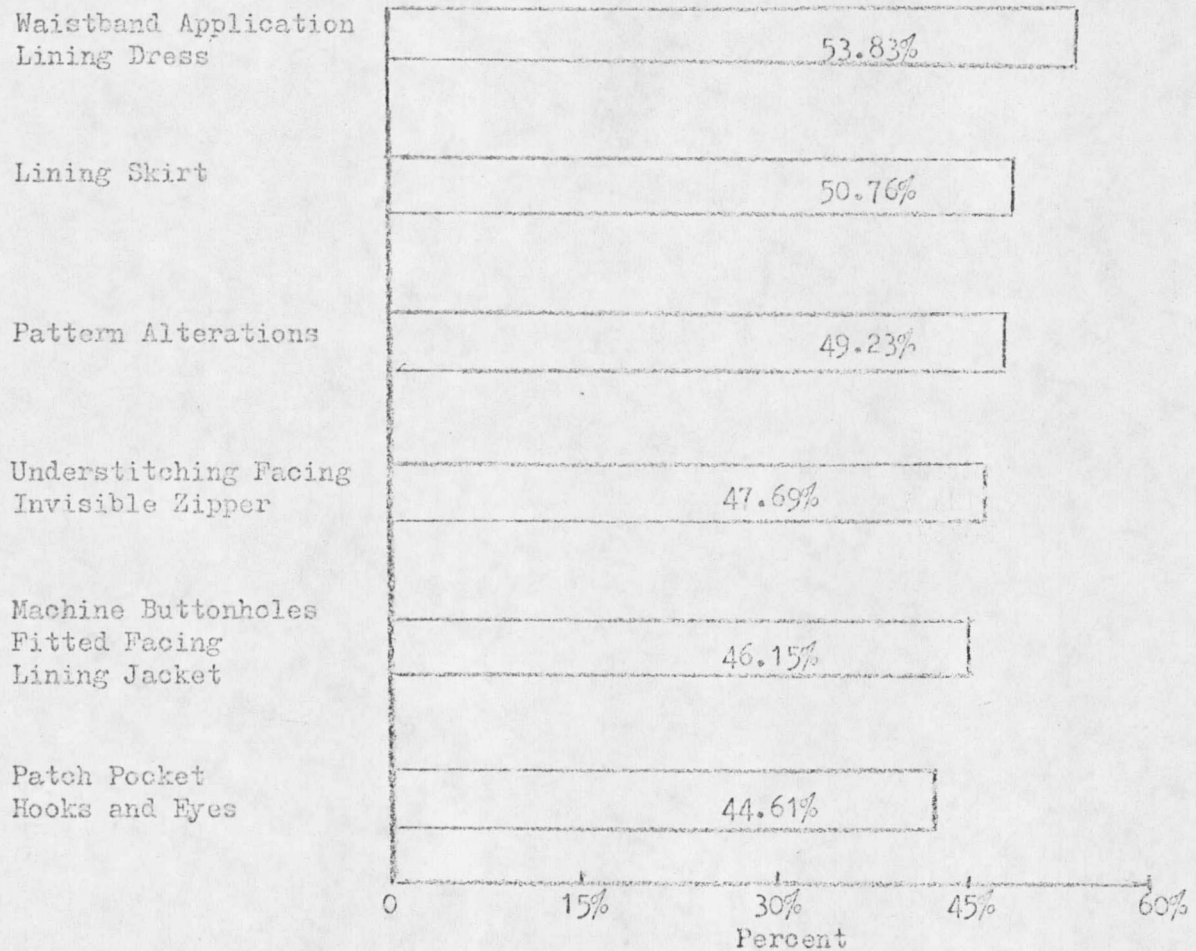 Waistband Application
Lining Dress
53.83%
Lining Skirt
50.76%
Pattern Alterations
49.23%
Understitching Facing
Invisible Zipper
47.69%
Machine Buttonholes
Fitted Facing
Lining Jacket
46.15%
Patch Pocket
Hooks and Eyes
44.61%
0 15% 30% 45% 60%
Percent